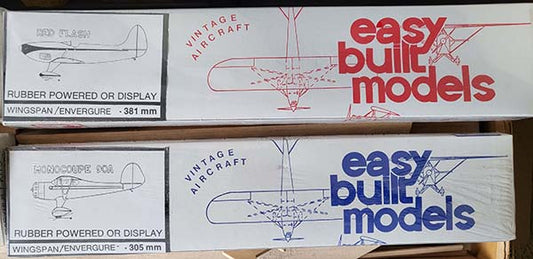 RED FLASH
RUBBER POWERED OR DISPLAY
WINGSPAN/ENVERGURE - 381 mm
VINTAGE
AIRCRAFT
easy
built
models
MONOCOUPE 90A
RUBBER POWERED OR DISPLAY
WINGSPAN/ENVERGURE - 305 mm
VINTAGE
AIRCRAFT
easy
built
models